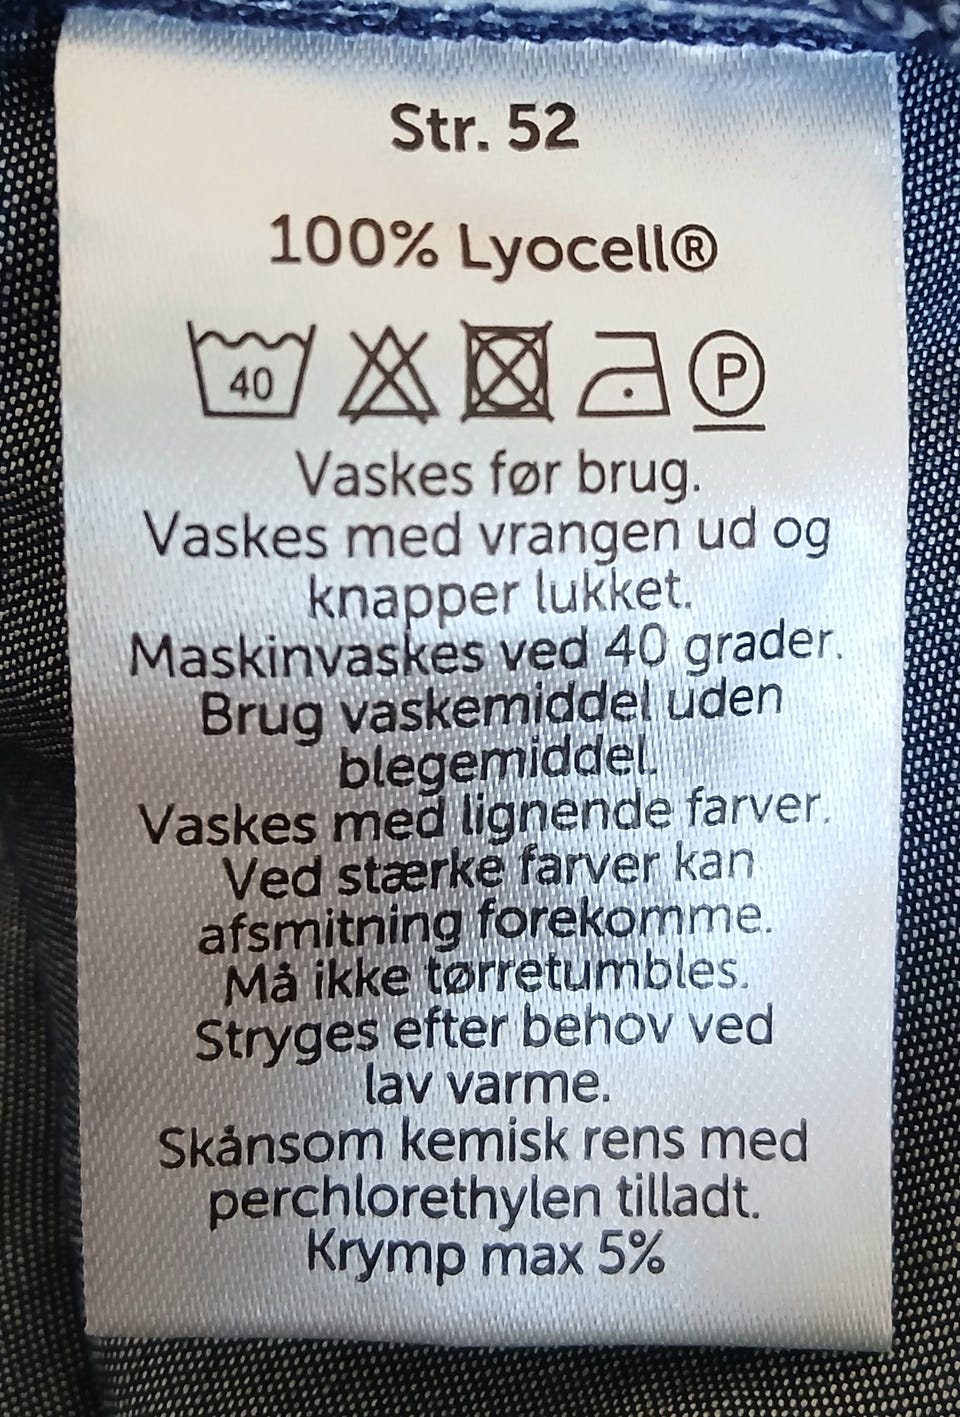 Str. 52
100% Lyocell®
40 P
Vaskes før brug.
Vaskes med vrangen ud og
knapper lukket.
Maskinvaskes ved 40 grader.
Brug vaskemiddel uden
blegemiddel.
Vaskes med lignende farver.
Ved stærke farver kan
afsmitning forekomme.
Må ikke tørretumbles.
Stryges efter behov ved
lav varme.
Skånsom kemisk rens med
perchlorethylen tilladt.
Krymp max 5%